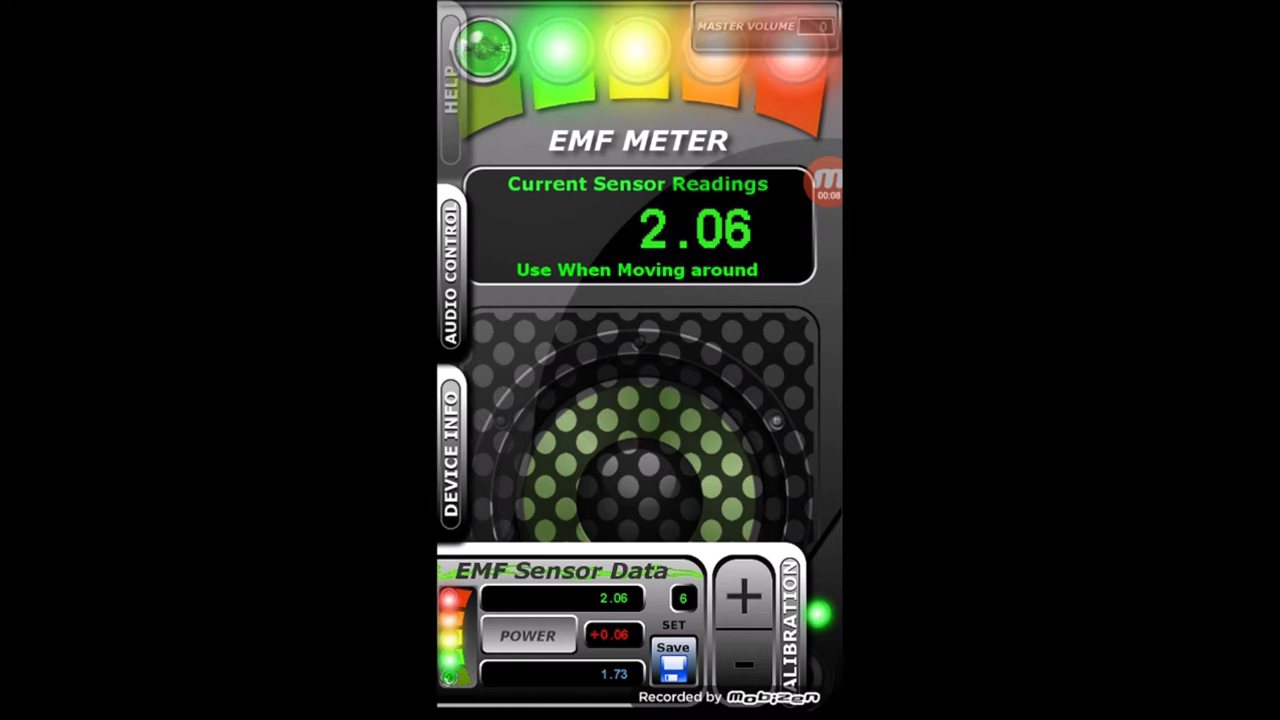 HELP
MASTER VOLUME 0
EMF METER
00:08
Current Sensor Readings
2.06
Use When Moving around
AUDIO CONTROL
DEVICE INFO
EMF Sensor Data
2.06
6
POWER
+0.06
SET
Save
1.73
+
-
ALIBRATION
Recorded by Mobizen